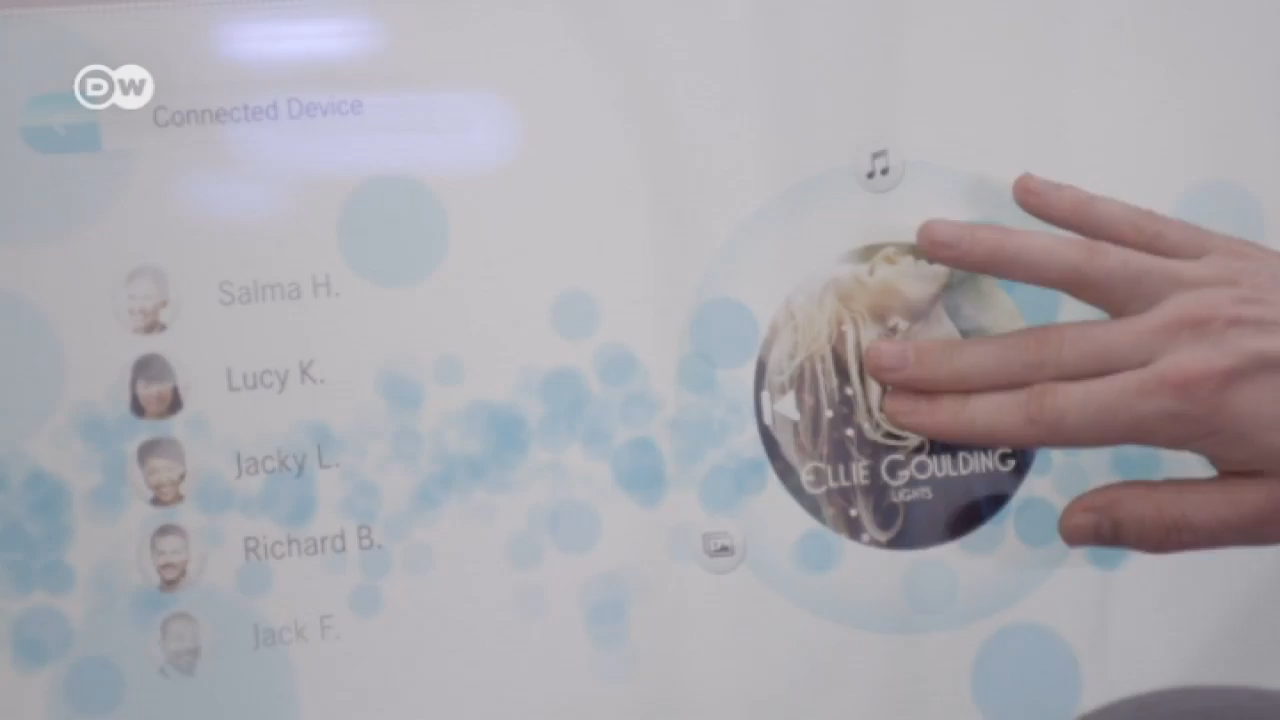 DW
Connected Device
Salma H.
Lucy K.
Jacky L.
Richard B.
Jack F.
ELLIE GOULDING
LIGHTS